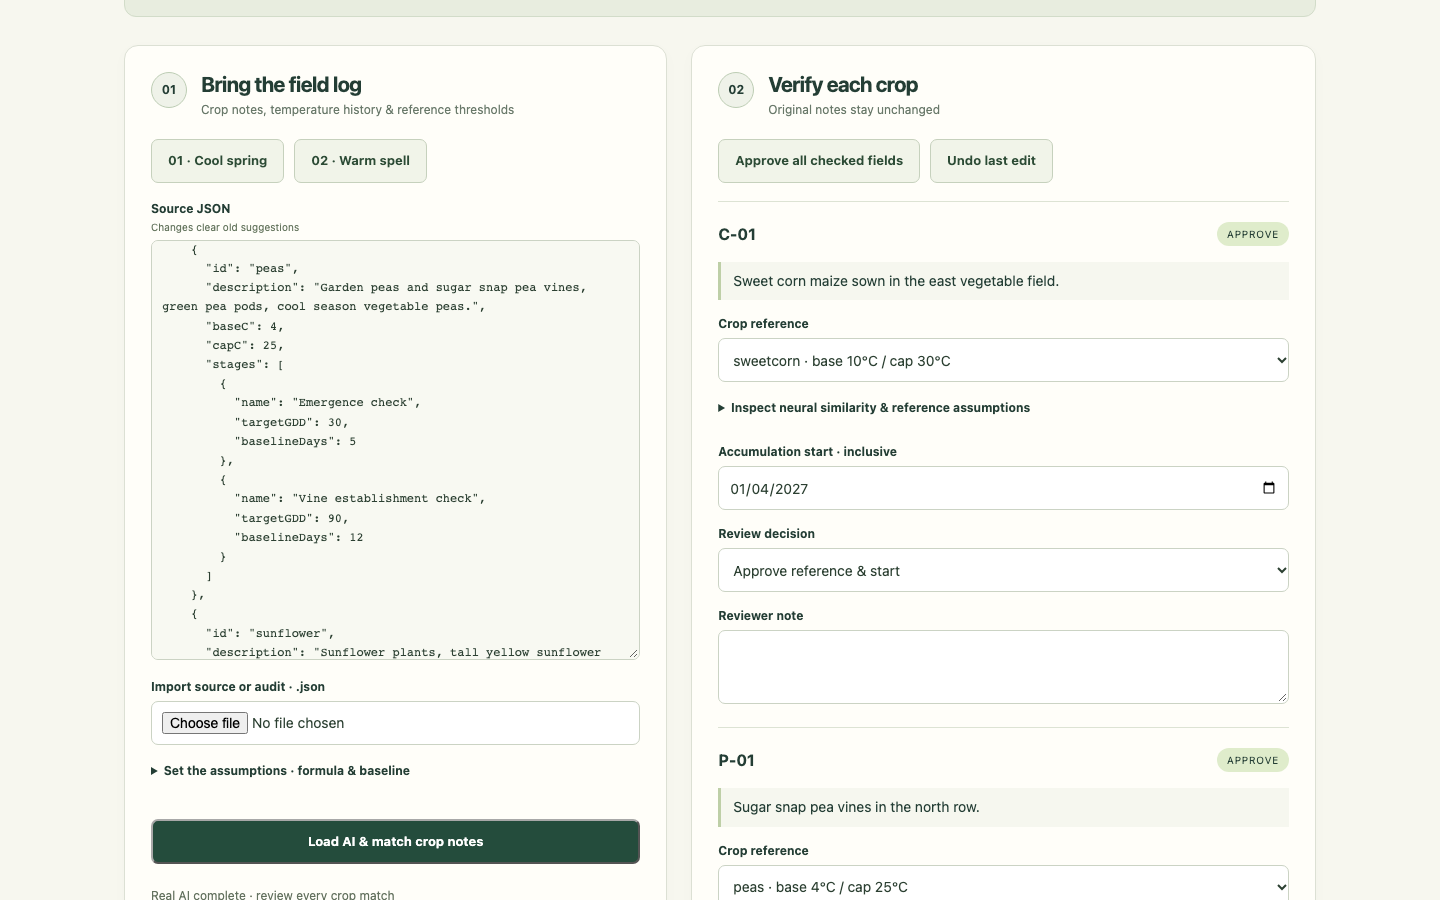 01
Bring the field log
Crop notes, temperature history & reference thresholds
01 · Cool spring
02 · Warm spell
Source JSON
Changes clear old suggestions
{
"id": "peas",
"description": "Garden peas and sugar snap pea vines,
green pea pods, cool season vegetable peas.",
"baseC": 4,
"capC": 25,
"stages": [
{
"name": "Emergence check",
"targetGDD": 30,
"baselineDays": 5
},
{
"name": "Vine establishment check",
"targetGDD": 90,
"baselineDays": 12
}
]
},
{
"id": "sunflower",
"description": "Sunflower plants, tall yellow sunflower
Import source or audit · .json
Choose file No file chosen
Set the assumptions · formula & baseline
Load AI & match crop notes
Real AI complete · review every crop match
02
Verify each crop
Original notes stay unchanged
Approve all checked fields
Undo last edit
C-01
APPROVE
Sweet corn maize sown in the east vegetable field.
Crop reference
sweetcorn · base 10°C / cap 30°C
Inspect neural similarity & reference assumptions
Accumulation start · inclusive
01/04/2027
Review decision
Approve reference & start
Reviewer note
P-01
APPROVE
Sugar snap pea vines in the north row.
Crop reference
peas · base 4°C / cap 25°C